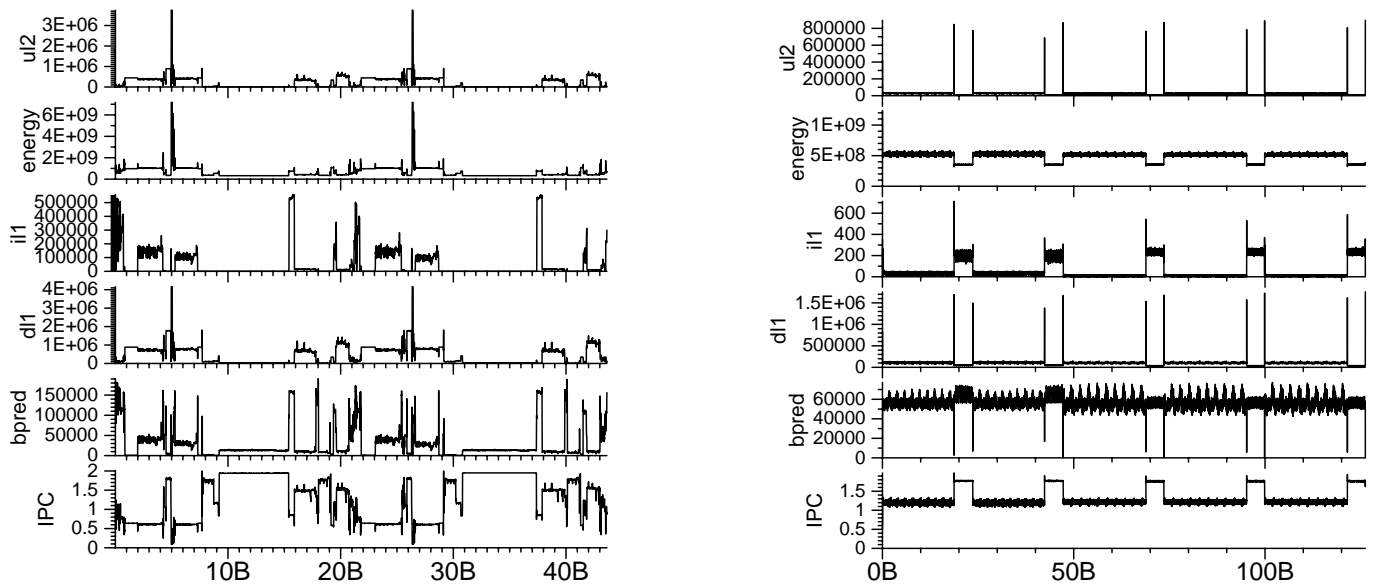 ul2
3E+06
2E+06
1E+06
0
energy
6E+09
4E+09
2E+09
0
il1
500000
400000
300000
200000
100000
0
dl1
4E+06
3E+06
2E+06
1E+06
0
bpred
150000
100000
50000
0
IPC
2
1.5
1
0.5
0
10B 20B 30B 40B
ul2
800000
600000
400000
200000
0
energy
1E+09
5E+08
0
il1
600
400
200
0
dl1
1.5E+06
1E+06
500000
0
bpred
60000
40000
20000
0
IPC
1.5
1
0.5
0
0B 50B 100B